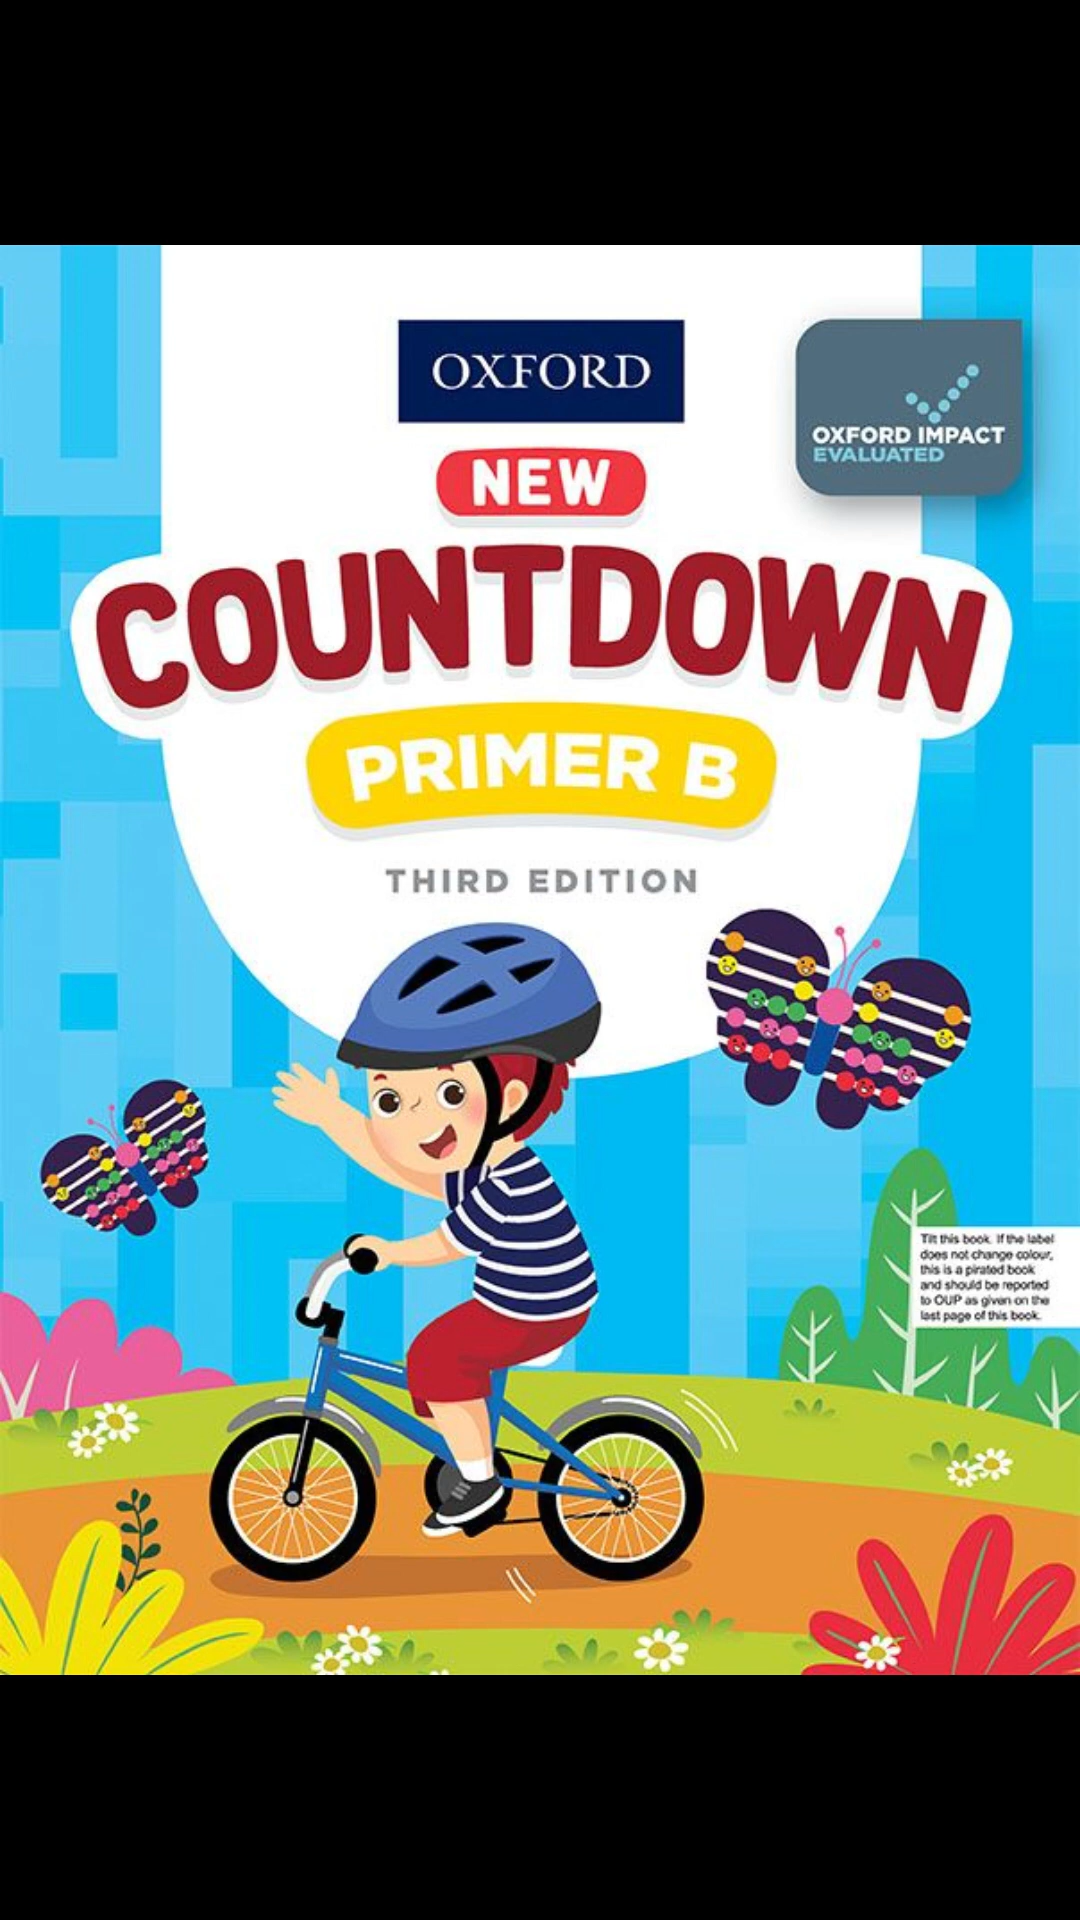 OXFORD
OXFORD IMPACT
EVALUATED
NEW
COUNTDOWN
PRIMER B
THIRD EDITION
Tilt this book. If the label
does not change colour,
this is a pirated book
and should be reported
to OUP as given on the
last page of this book.